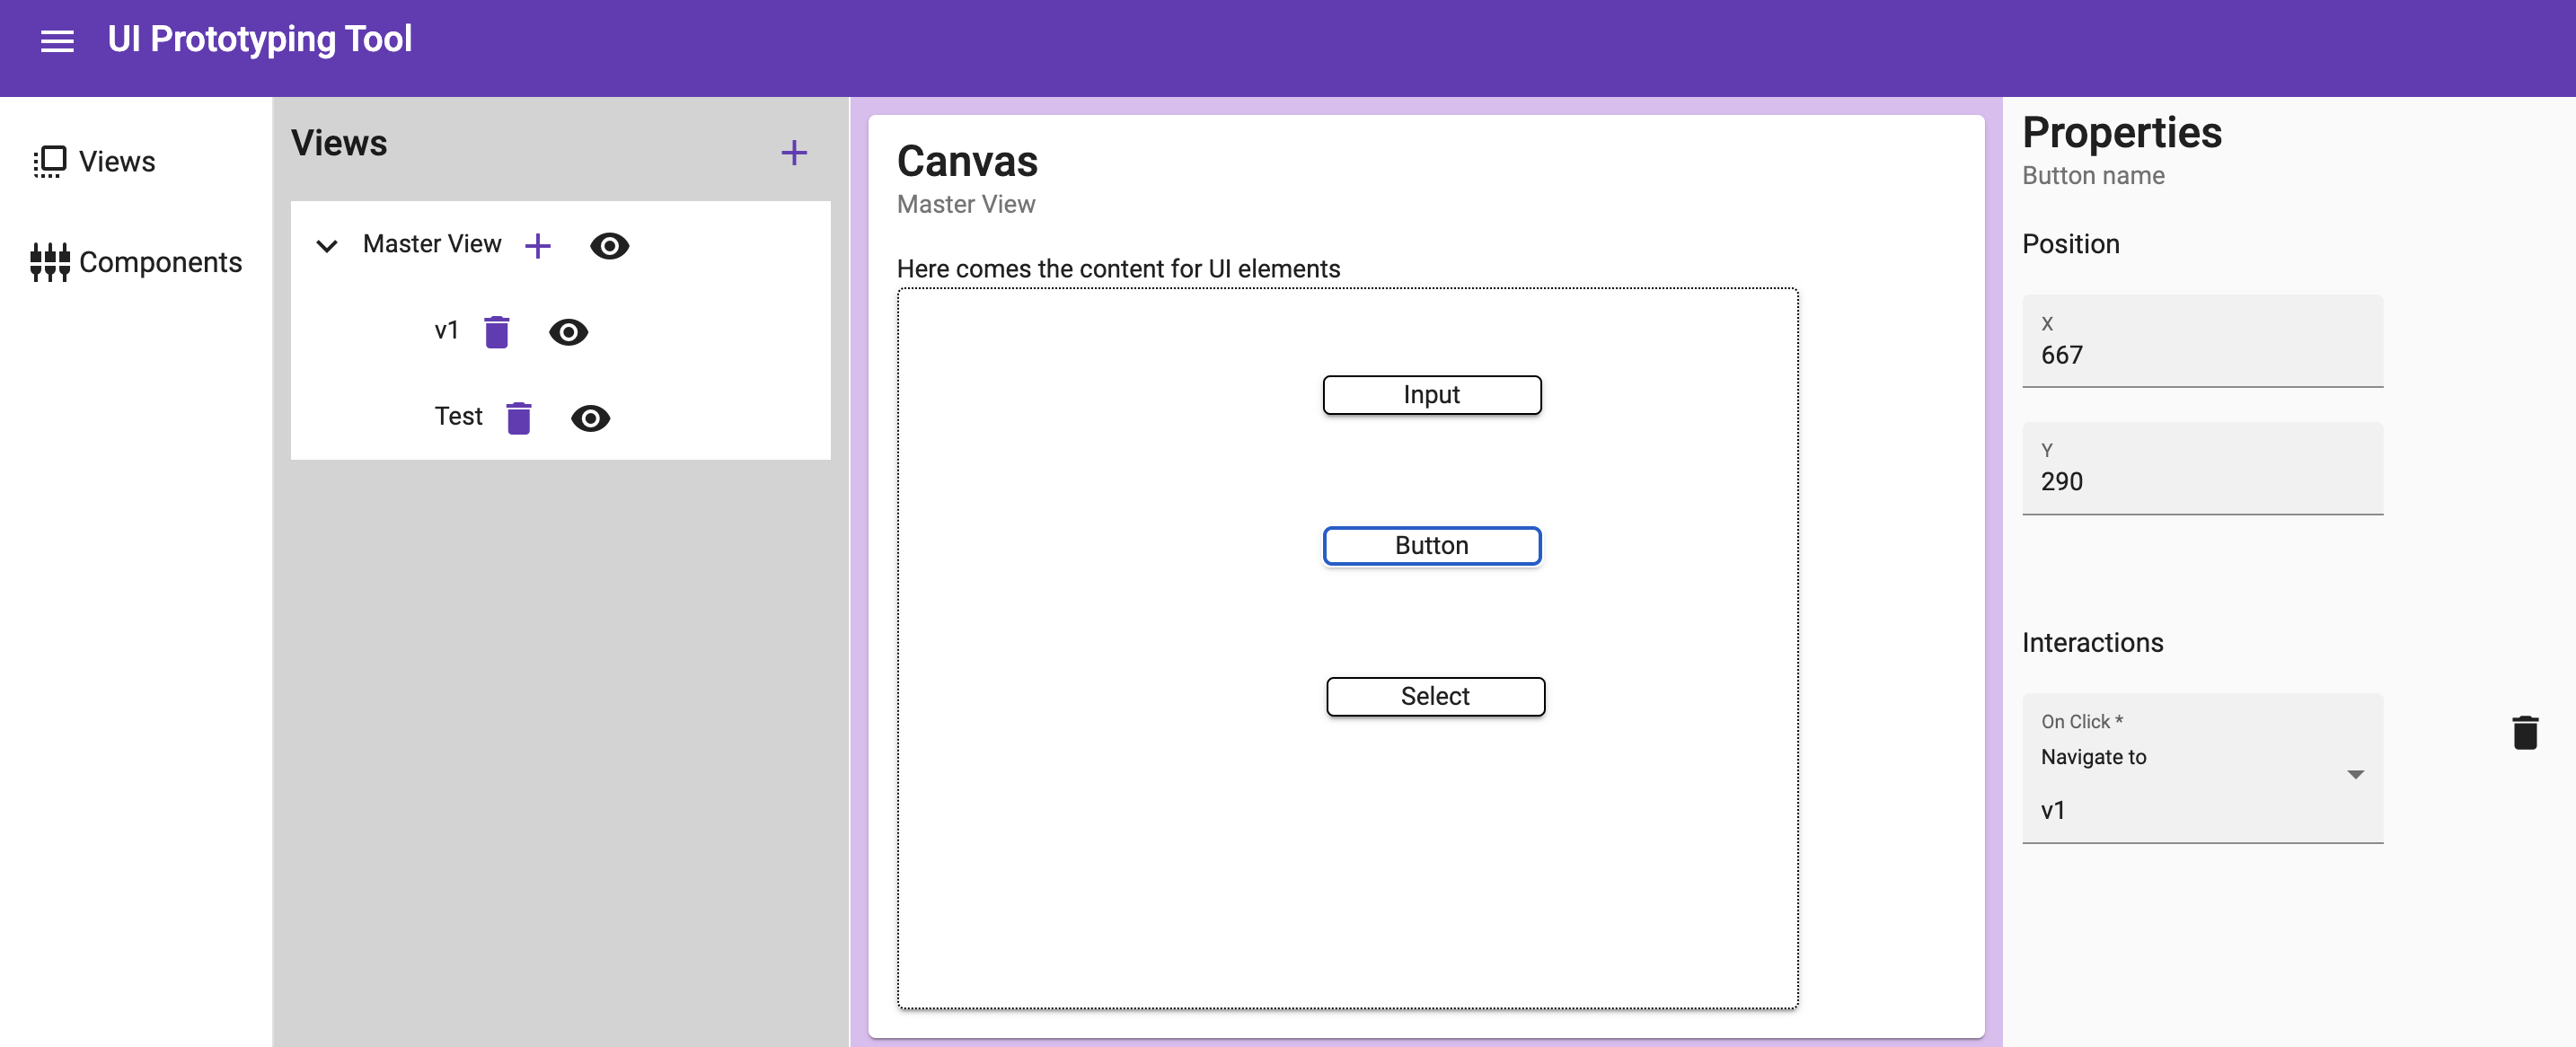 UI Prototyping Tool
Views
Components
Views
Master View
v1
Test
Canvas
Master View
Here comes the content for UI elements
Input
Button
Select
Properties
Button name
Position
X
667
Y
290
Interactions
On Click *
Navigate to
v1